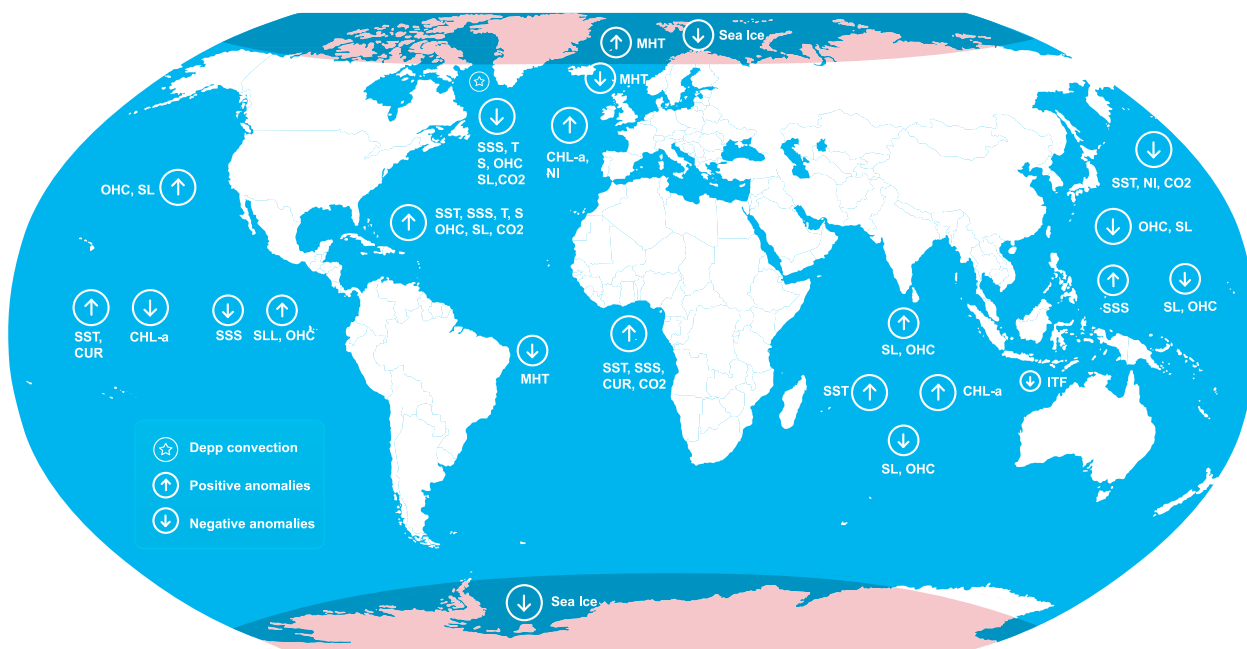 MHT
Sea Ice
MHT
SSS, T
S, OHC
SL,CO2
CHL-a,
NI
SST, NI, CO2
OHC, SL
SST, SSS, T, S
OHC, SL, CO2
OHC, SL
SSS
SL, OHC
SST,
CUR
CHL-a
SSS
SLL, OHC
MHT
SST, SSS,
CUR, CO2
SL, OHC
SST
CHL-a
ITF
SL, OHC
Depp convection
Positive anomalies
Negative anomalies
Sea Ice